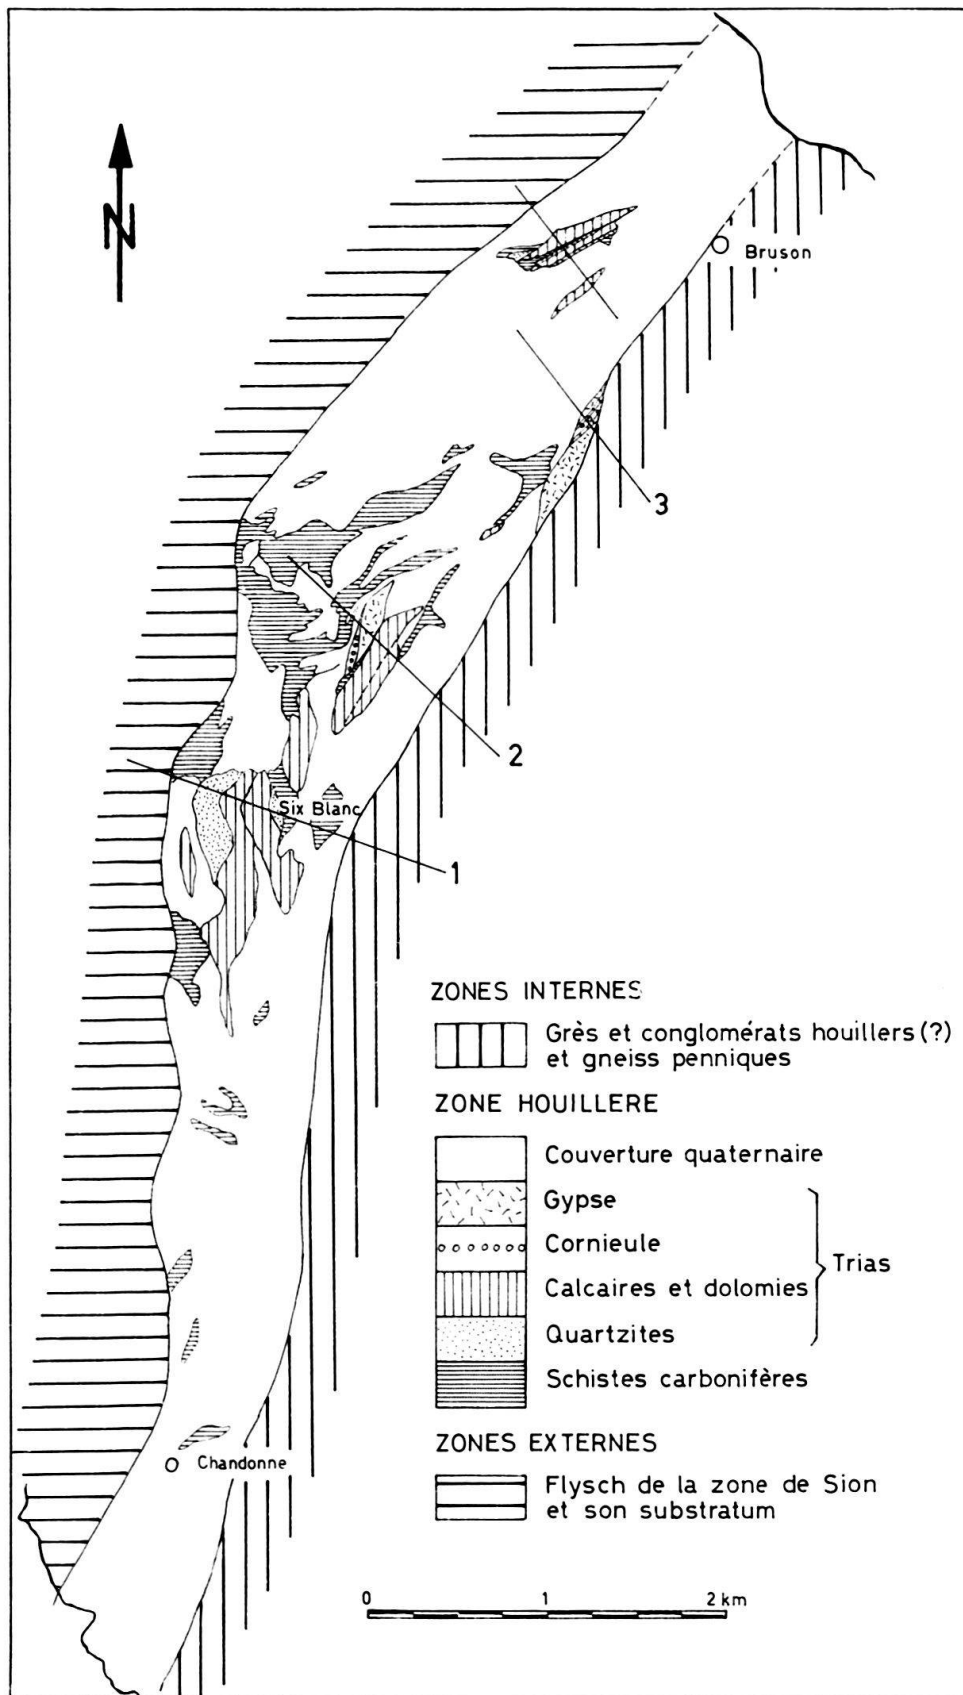 N
Bruson
3
2
Six Blanc
1
ZONES INTERNES
Grès et conglomérats houillers (?)
et gneiss penniques
ZONE HOUILLERE
Couverture quaternaire
Gypse
Cornieule
Trias
Calcaires et dolomies
Quartzites
Schistes carbonifères
ZONES EXTERNES
Chandonne
Flysch de la zone de Sion
et son substratum
0 1 2 km